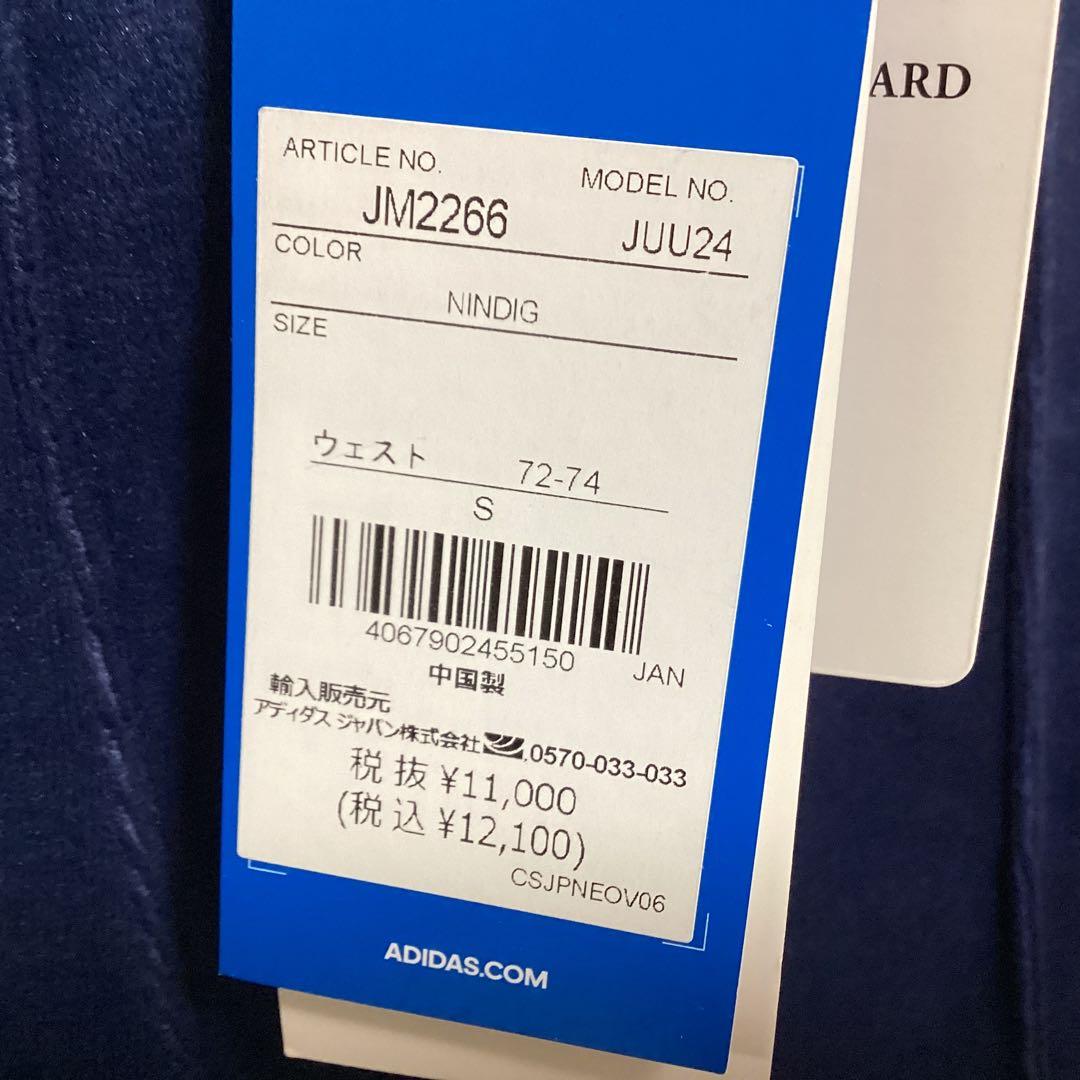 ARD
ARTICLE NO. MODEL NO.
JM2266 JUU24
COLOR
NINDIG
SIZE
ウェスト 72-74
S
4067902455150 JAN
中国製
輸入販売元
アディダス ジャパン株式会社 0570-033-033
税抜 ¥11,000
(税込 ¥12,100)
CSJPNEOV06
ADIDAS.COM